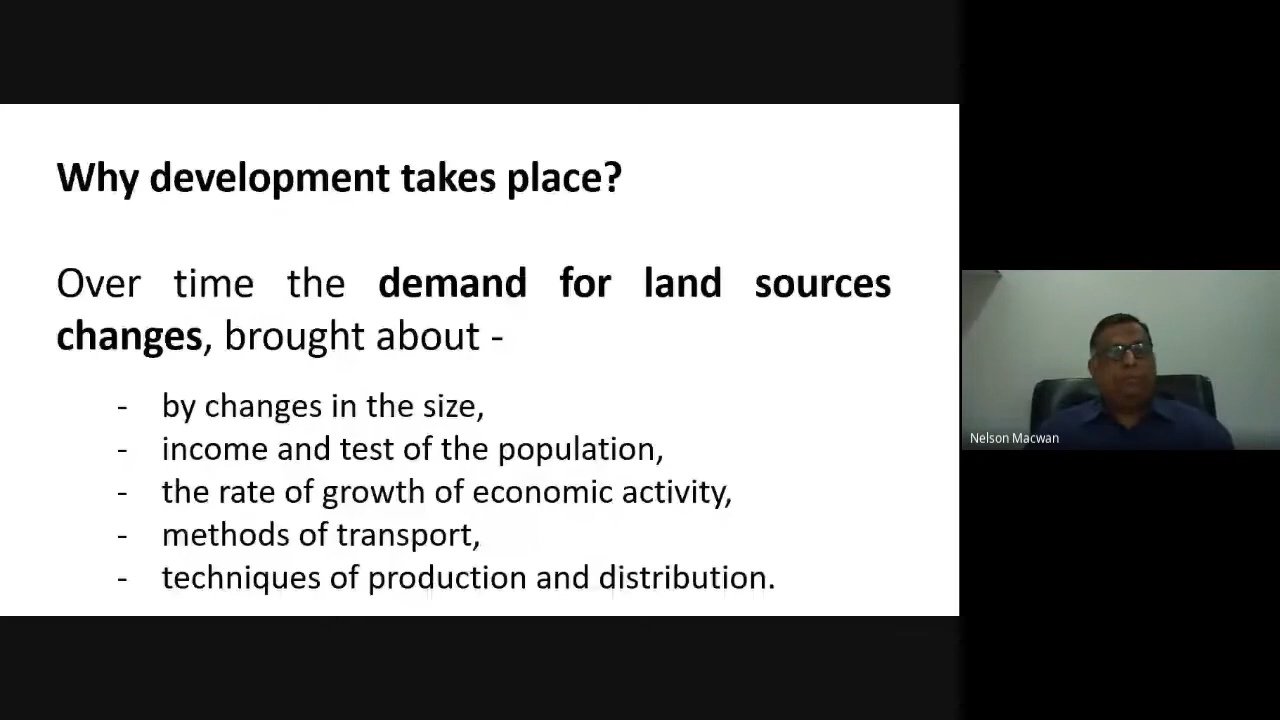 Why development takes place?
Over time the demand for land sources
changes, brought about -
- by changes in the size,
- income and test of the population,
- the rate of growth of economic activity,
- methods of transport,
- techniques of production and distribution.
Nelson Macwan